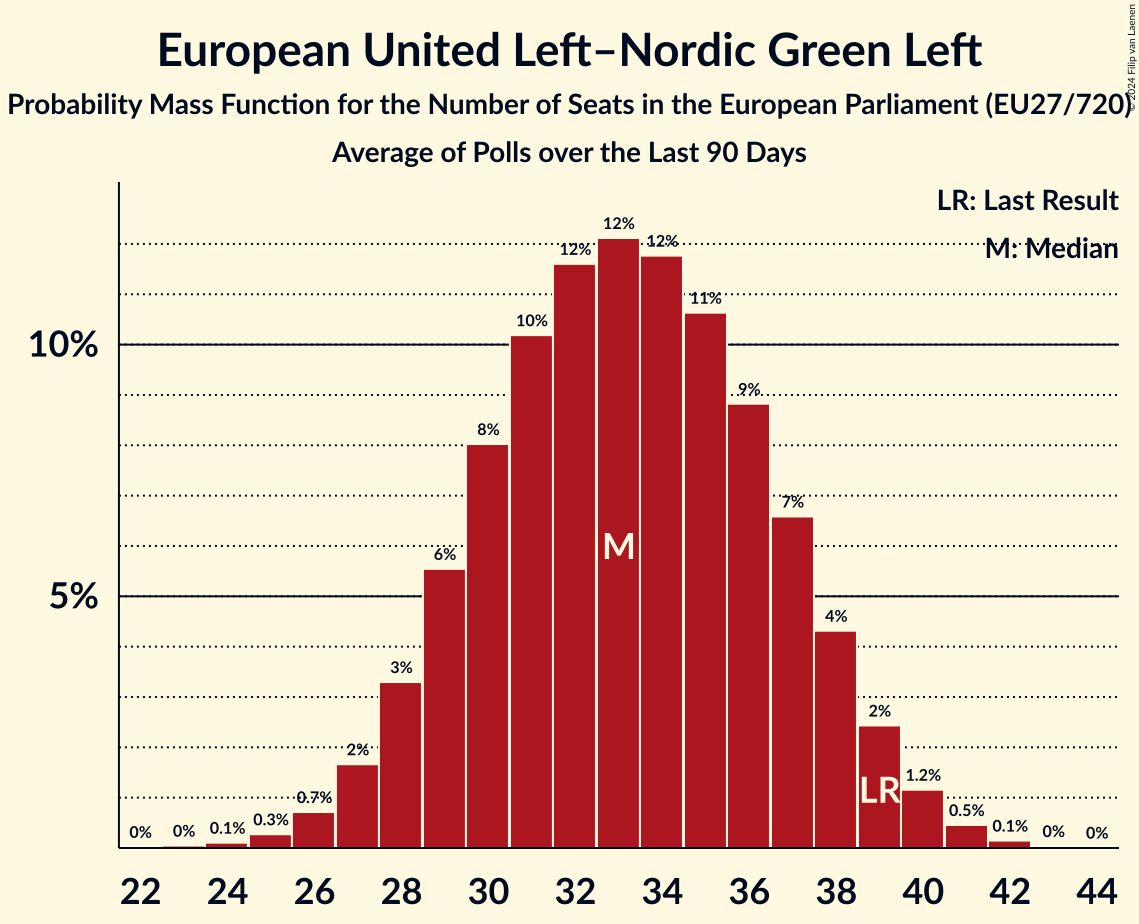 European United Left–Nordic Green Left
Probability Mass Function for the Number of Seats in the European Parliament (EU27/720)
Average of Polls over the Last 90 Days
© 2024 Filip van Laenen
LR: Last Result
M: Median
10%
5%
0%
0%
0.1%
0.3%
0.7%
2%
3%
6%
8%
10%
12%
12%
12%
11%
9%
7%
4%
2%
1.2%
0.5%
0.1%
0%
0%
M
LR
22 24 26 28 30 32 34 36 38 40 42 44